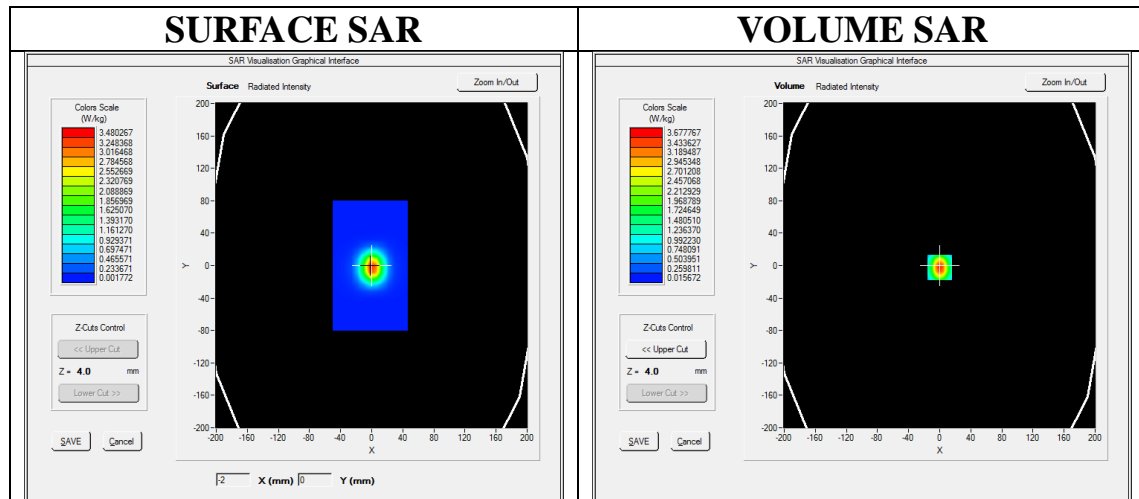 SURFACE SAR
SAR Visualisation Graphical Interface
Surface Radiated Intensity
Zoom In/Out
Colors Scale
(W/kg)
3.480267
3.248368
3.016468
2.784568
2.552669
2.320769
2.088869
1.856969
1.625070
1.393170
1.161270
0.929371
0.697471
0.465571
0.233671
0.001772
Z-Cuts Control
<< Upper Cut
Z = 4.0 mm
Lower Cut >>
SAVE Cancel
200
160
120
80
40
0
-40
-80
-120
-160
-200
Y
-200 -160 -120 -80 -40 0 40 80 120 160 200
X
-2 X (mm) 0 Y (mm)
VOLUME SAR
SAR Visualisation Graphical Interface
Volume Radiated Intensity
Zoom In/Out
Colors Scale
(W/kg)
3.677767
3.433627
3.189487
2.945348
2.701208
2.457068
2.212929
1.968789
1.724649
1.480510
1.236370
0.992230
0.748091
0.503951
0.259811
0.015672
Z-Cuts Control
<< Upper Cut
Z = 4.0 mm
Lower Cut >>
SAVE Cancel
200
160
120
80
40
0
-40
-80
-120
-160
-200
Y
-200 -160 -120 -80 -40 0 40 80 120 160 200
X